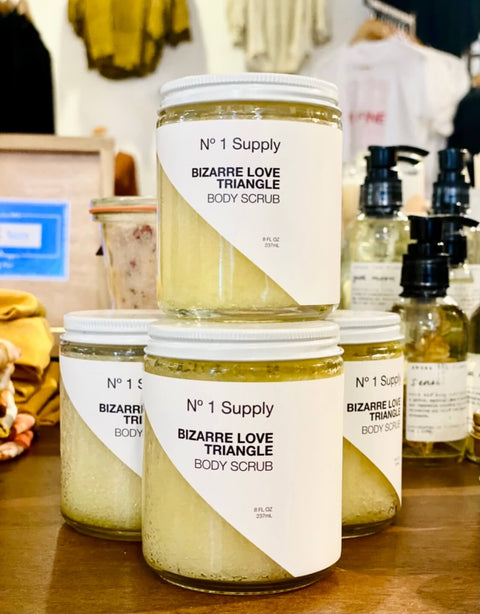 Nº 1 Supply
BIZARRE LOVE
TRIANGLE
BODY SCRUB
8 FL OZ
237mL
Nº 1 S
BIZARR
TRI
BODY
Nº 1 Supply
BIZARRE LOVE
TRIANGLE
BODY SCRUB
8 FL OZ
237mL
Nº 1 Supply
BIZARRE LOVE
TRIANGLE
BODY SCRUB